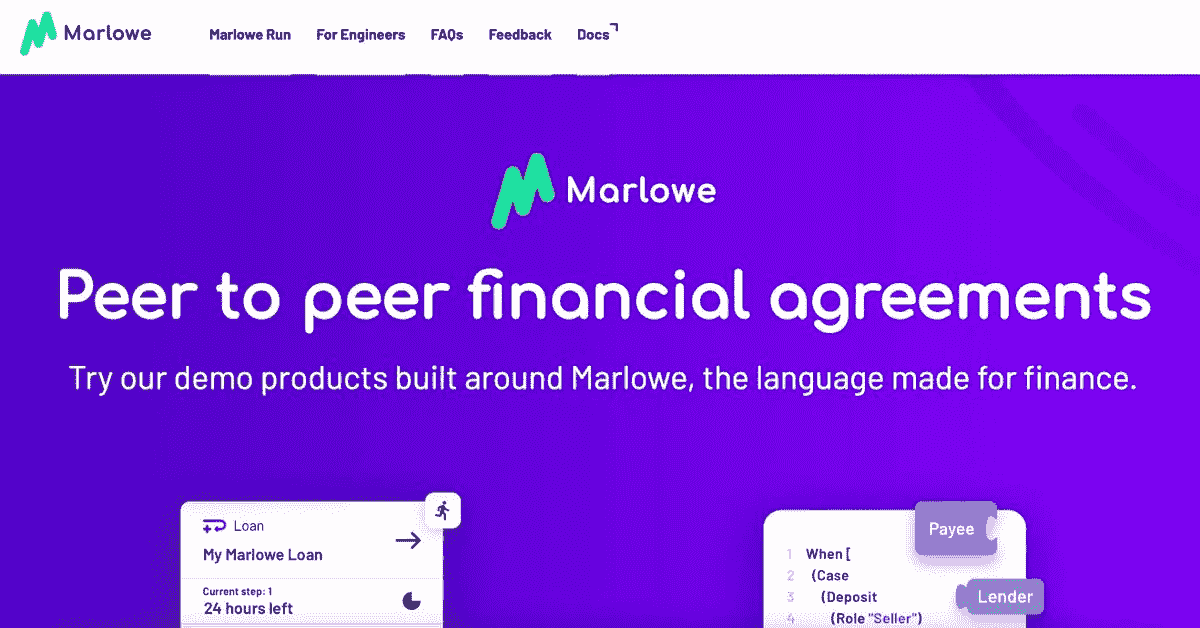 Marlowe
Marlowe Run For Engineers FAQs Feedback Docs
Marlowe
Peer to peer financial agreements
Try our demo products built around Marlowe, the language made for finance.
Loan
My Marlowe Loan
Current step: 1
24 hours left
Payee
1 When [
2 (Case
3 (Deposit
Lender
4 (Role "Seller")